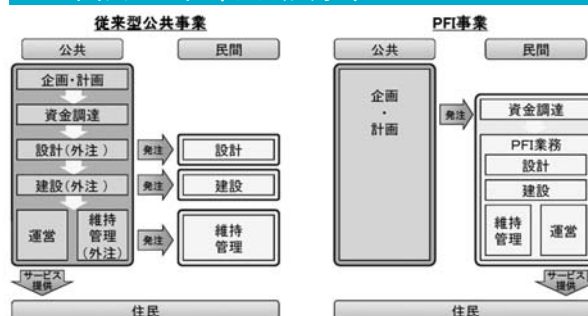 従来型公共事業
公共
民間
企画・計画
資金調達
設計(外注)
発注
設計
建設(外注)
発注
建設
運営
維持
管理
(外注)
発注
維持
管理
サービス
提供
住民
PFI事業
公共
民間
企画
・
計画
発注
資金調達
PFI業務
設計
建設
維持
管理
運営
サービス
提供
住民